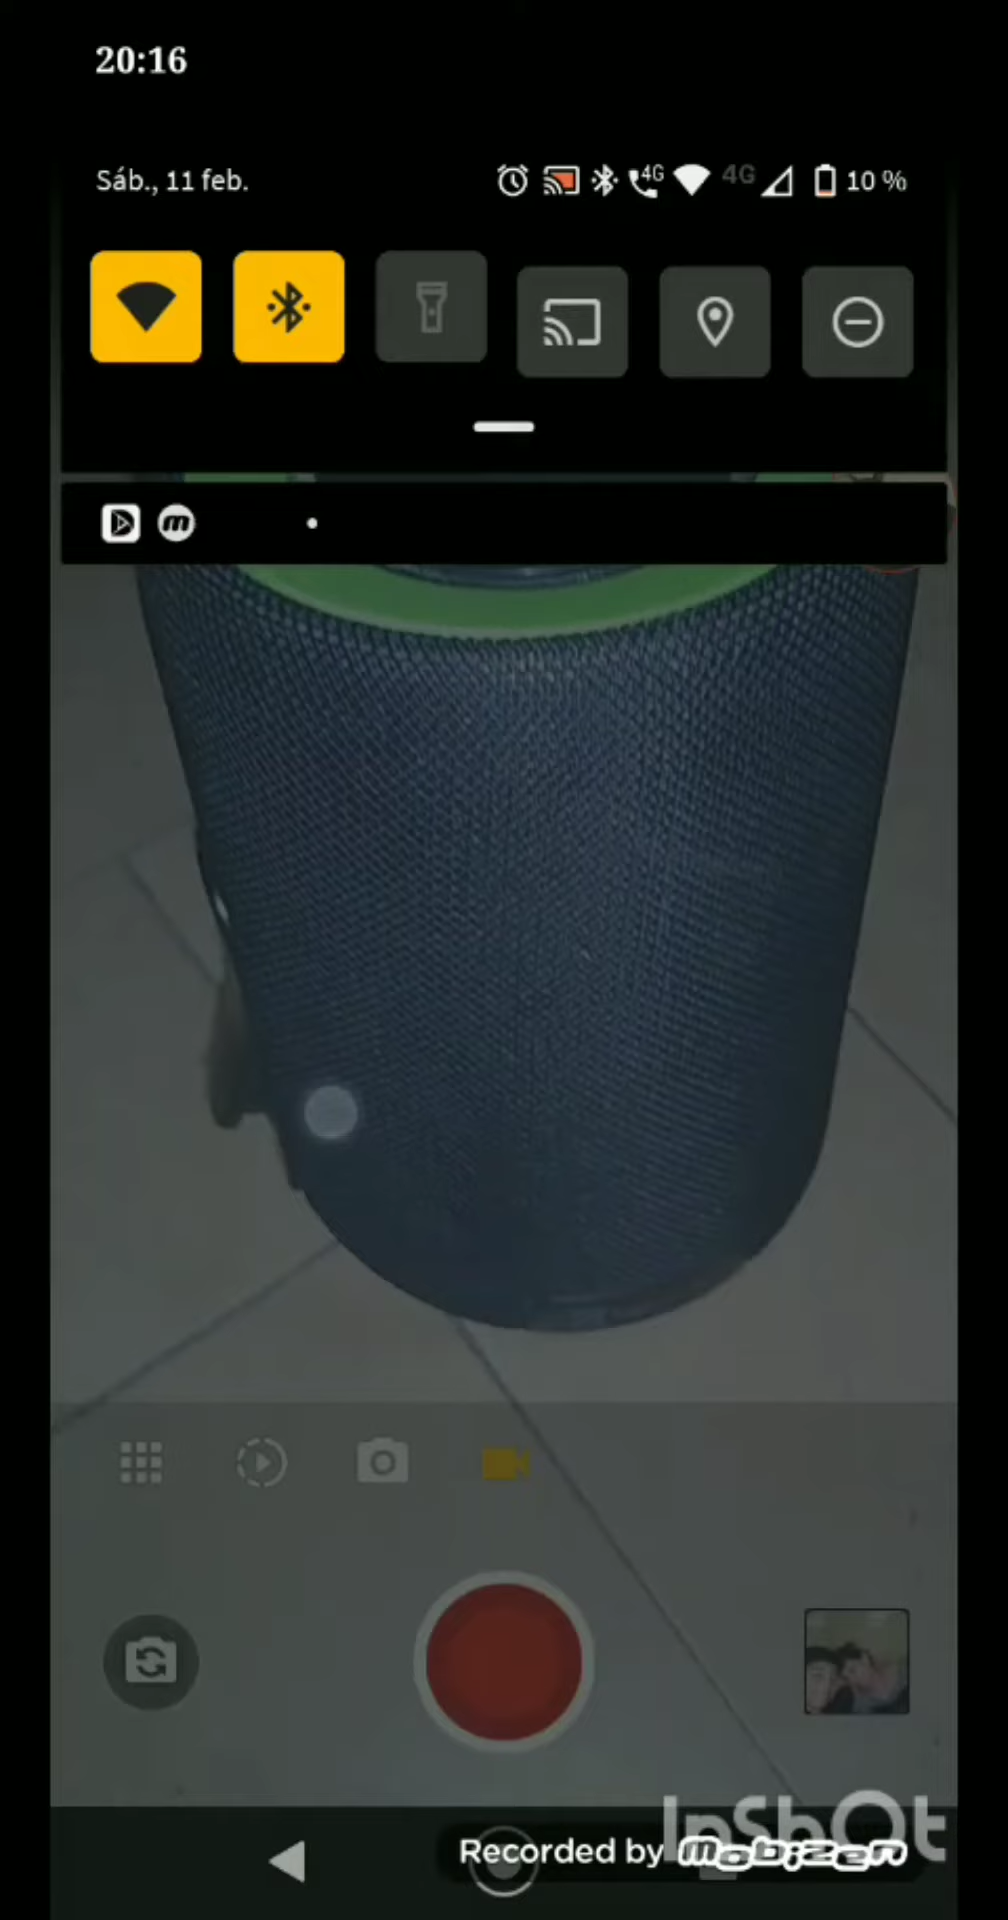 20:16
Sáb., 11 feb.
4G
4G
10 %
m
InShOt
Recorded by mobizen